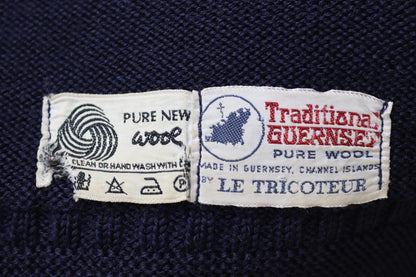 PURE NEW
wool
CLEAN OR HAND WASH WITH
P
Traditional
GUERNSEY
PURE WOOL
MADE IN GUERNSEY, CHANNEL ISLANDS
BY LE TRICOTEUR